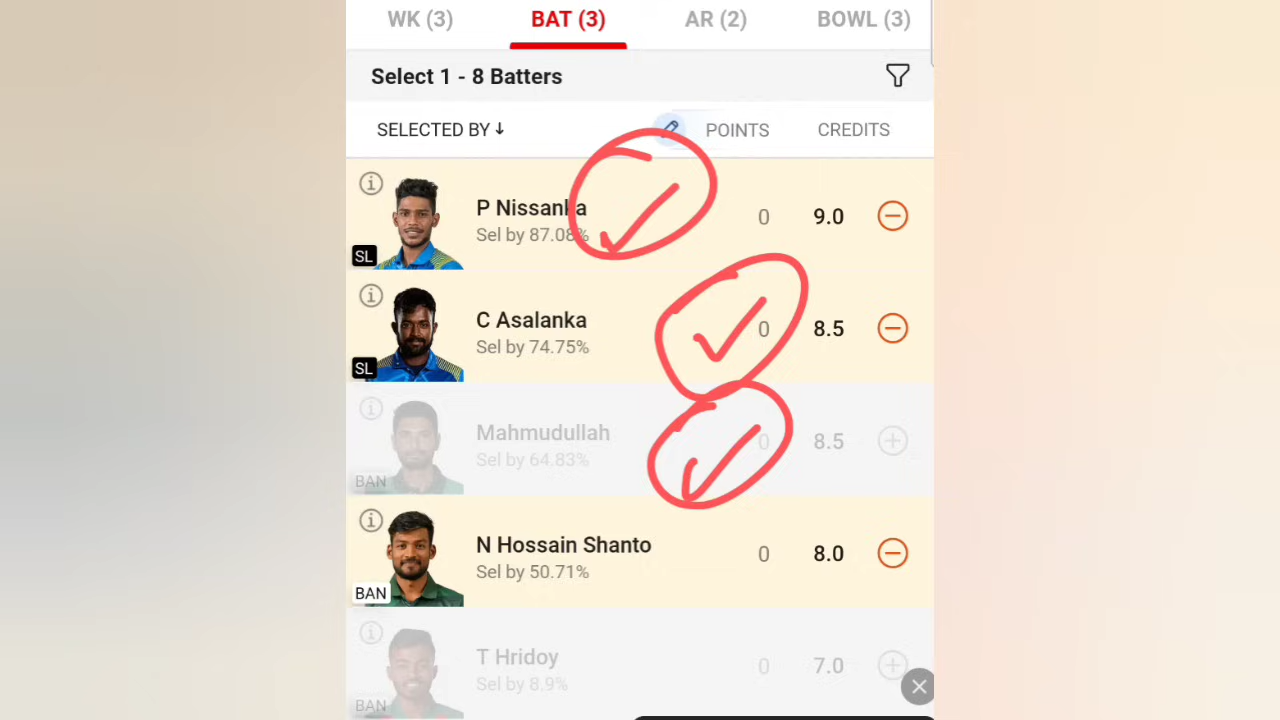 WK (3) BAT (3) AR (2) BOWL (3)
Select 1 - 8 Batters
SELECTED BY↓ POINTS CREDITS
P Nissanka 0 9.0
Sel by 87.08%
SL
C Asalanka 0 8.5
Sel by 74.75%
SL
Mahmudullah 0 8.5
Sel by 64.83%
BAN
N Hossain Shanto 0 8.0
Sel by 50.71%
BAN
T Hridoy 0 7.0
Sel by 8.9%
BAN